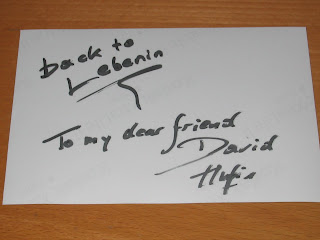 back to
Lebenin
To my dear friend
David